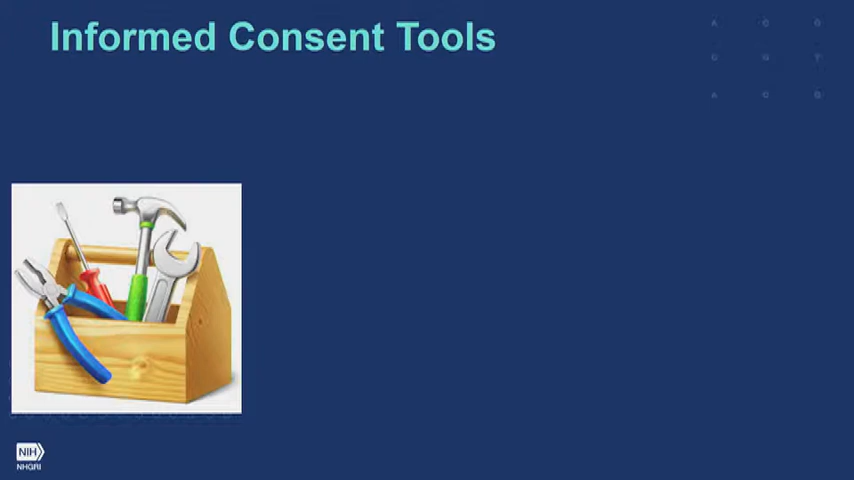 Informed Consent Tools
A C G
G T
A C G
NIH
NHGRI